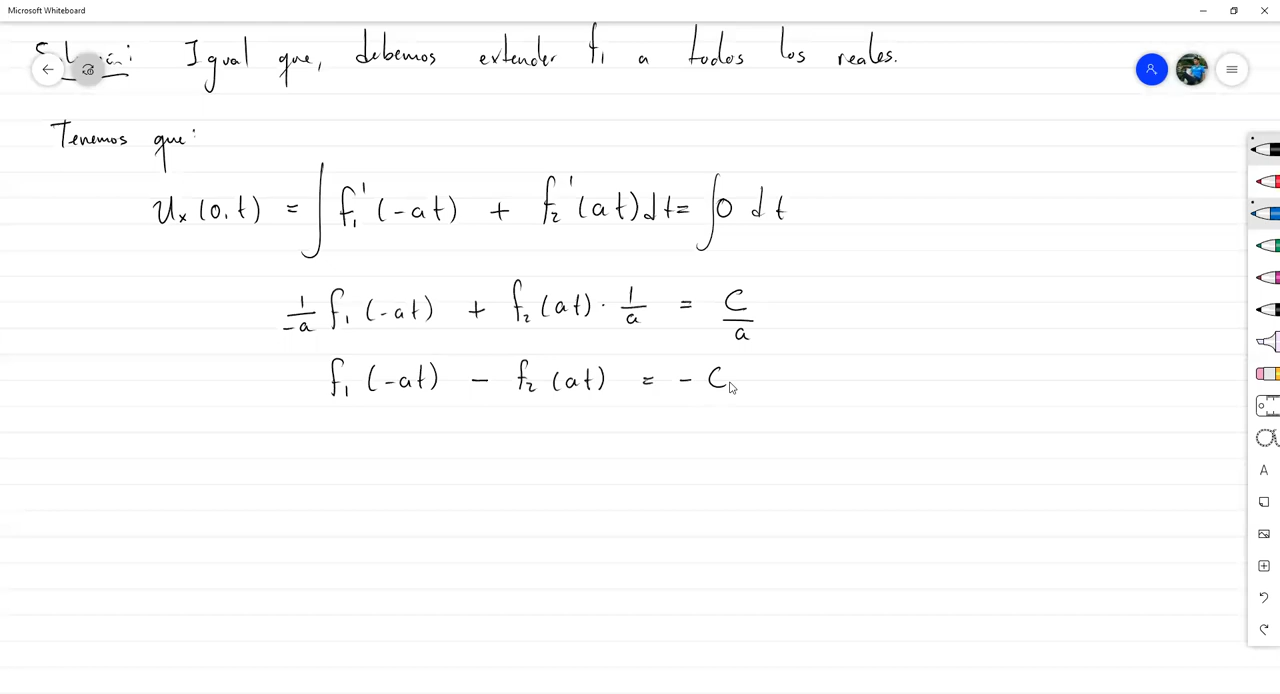 Microsoft Whiteboard
Igual que, debemos extender f₁ a todos los reales.
Tenemos que:
uₓ(0,t) = ∫ f₁'(-at) + f₂'(at)dt = ∫0 dt
1/-a f₁(-at) + f₂(at) · 1/a = C/a
f₁(-at) - f₂(at) = - C
A